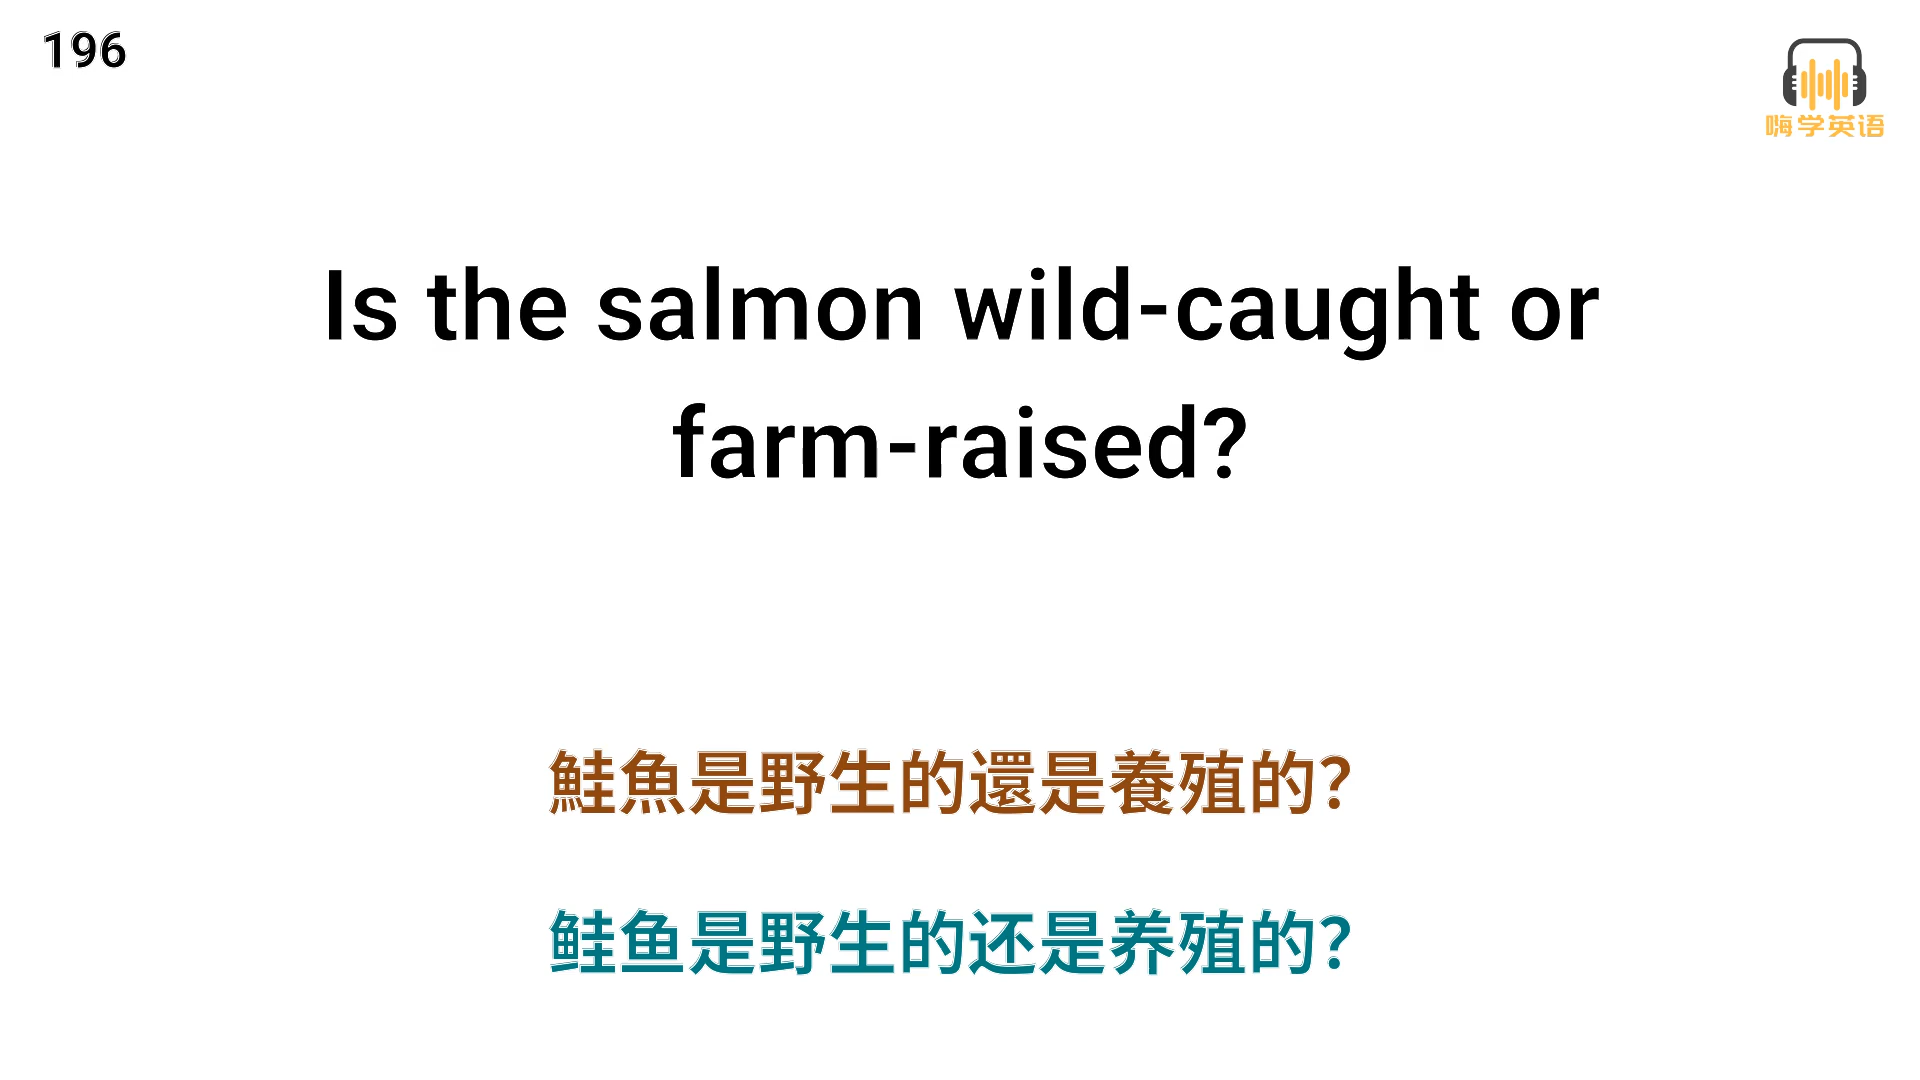 196
嗨学英语
Is the salmon wild-caught or
farm-raised?
鮭魚是野生的還是養殖的?
鲑鱼是野生的还是养殖的?